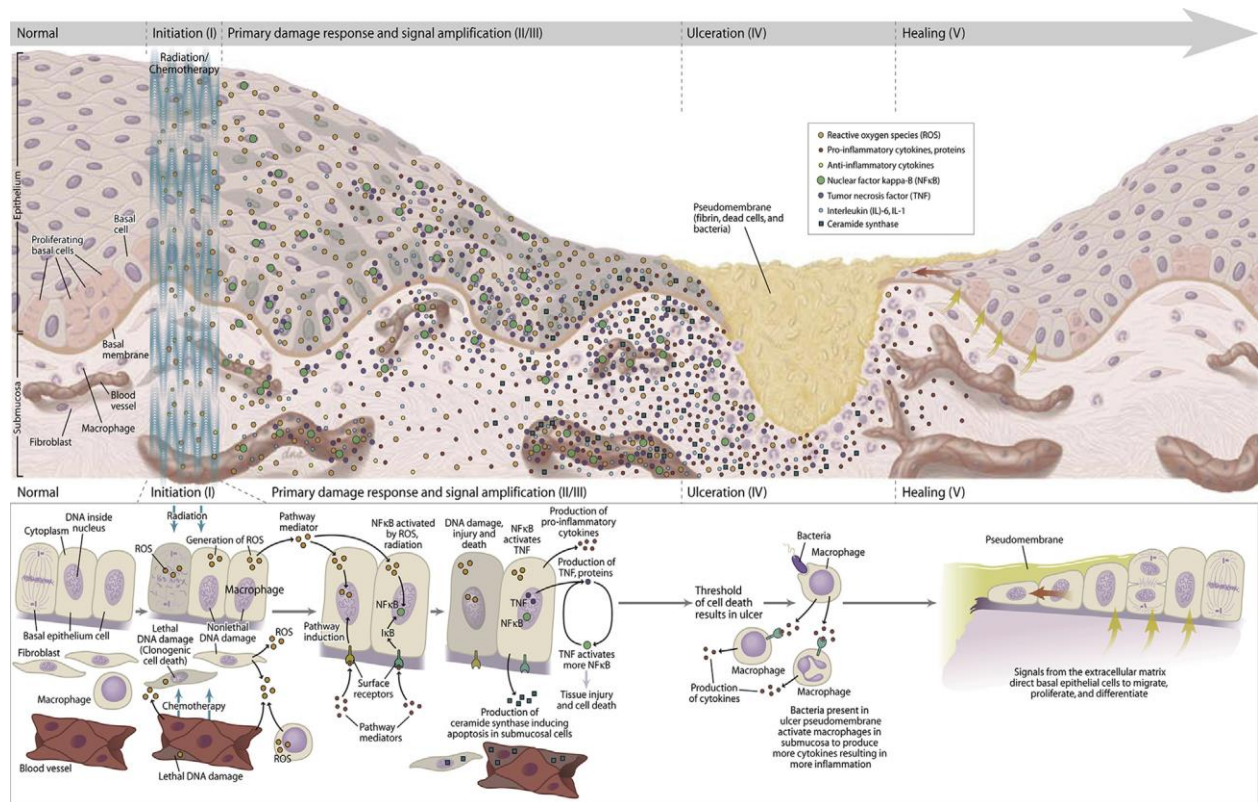 Normal
Initiation (I)
Primary damage response and signal amplification (II/III)
Ulceration (IV)
Healing (V)
Radiation/
Chemotherapy
Epithelium
Submucosa
Basal
cell
Proliferating
basal cells
Basal
membrane
Blood
vessel
Macrophage
Fibroblast
Pseudomembrane
(fibrin, dead cells, and
bacteria)
Reactive oxygen species (ROS)
Pro-inflammatory cytokines, proteins
Anti-inflammatory cytokines
Nuclear factor kappa-B (NFκB)
Tumor necrosis factor (TNF)
Interleukin (IL)-6, IL-1
Ceramide synthase
Normal
Initiation (I)
Primary damage response and signal amplification (II/III)
Ulceration (IV)
Healing (V)
Cytoplasm
DNA inside
nucleus
Basal epithelium cell
Fibroblast
Macrophage
Blood vessel
Radiation
ROS
Generation of ROS
Macrophage
Lethal
DNA damage
(Clonogenic
cell death)
Nonlethal
DNA damage
ROS
Chemotherapy
ROS
Lethal DNA damage
Pathway
mediator
NFκB activated
by ROS,
radiation
NFκB
IκB
Pathway
induction
Surface
receptors
Pathway
mediators
DNA damage,
injury and
death
NFκB
activates
TNF
TNF
NFκB
Production of
pro-inflammatory
cytokines
Production of
TNF, proteins
TNF activates
more NFκB
Tissue injury
and cell death
Production of
ceramide synthase inducing
apoptosis in submucosal cells
Threshold
of cell death
results in ulcer
Bacteria
Macrophage
Macrophage
Macrophage
Production
of cytokines
Bacteria present in
ulcer pseudomembrane
activate macrophages in
submucosa to produce
more cytokines resulting in
more inflammation
Pseudomembrane
Signals from the extracellular matrix
direct basal epithelial cells to migrate,
proliferate, and differentiate